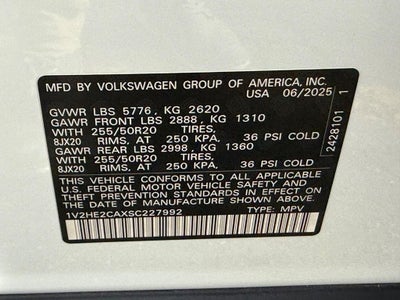 MFD BY VOLKSWAGEN GROUP OF AMERICA, INC.
USA 06/2025
GVWR LBS 5776, KG 2620
GAWR FRONT LBS 2888, KG 1310
WITH 255/50R20 TIRES,
8JX20 RIMS, AT 250 KPA. 36 PSI COLD
GAWR REAR LBS 2998, KG 1360
WITH 255/50R20 TIRES,
8JX20 RIMS, AT 250 KPA. 36 PSI COLD
THIS VEHICLE CONFORMS TO ALL APPLICABLE
U.S. FEDERAL MOTOR VEHICLE SAFETY AND
THEFT PREVENTION STANDARDS IN EFFECT ON THE
DATE OF MANUFACTURE SHOWN ABOVE.
1V2HE2CAXSC227992 TYPE: MPV
2428101 1